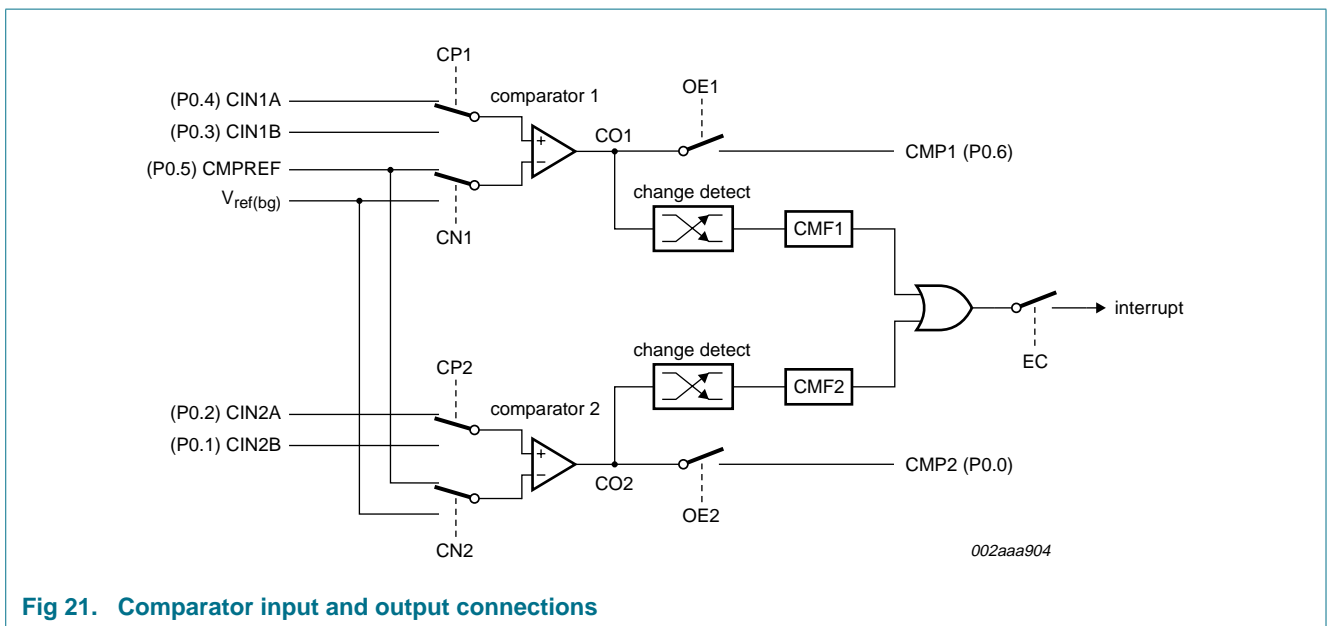 CP1
(P0.4) CIN1A
comparator 1
OE1
(P0.3) CIN1B
+
CO1
CMP1 (P0.6)
(P0.5) CMPREF
−
Vref(bg)
change detect
CN1
CMF1
interrupt
EC
change detect
CP2
CMF2
(P0.2) CIN2A
comparator 2
(P0.1) CIN2B
+
CMP2 (P0.0)
−
CO2
OE2
CN2
002aaa904
Fig 21. Comparator input and output connections